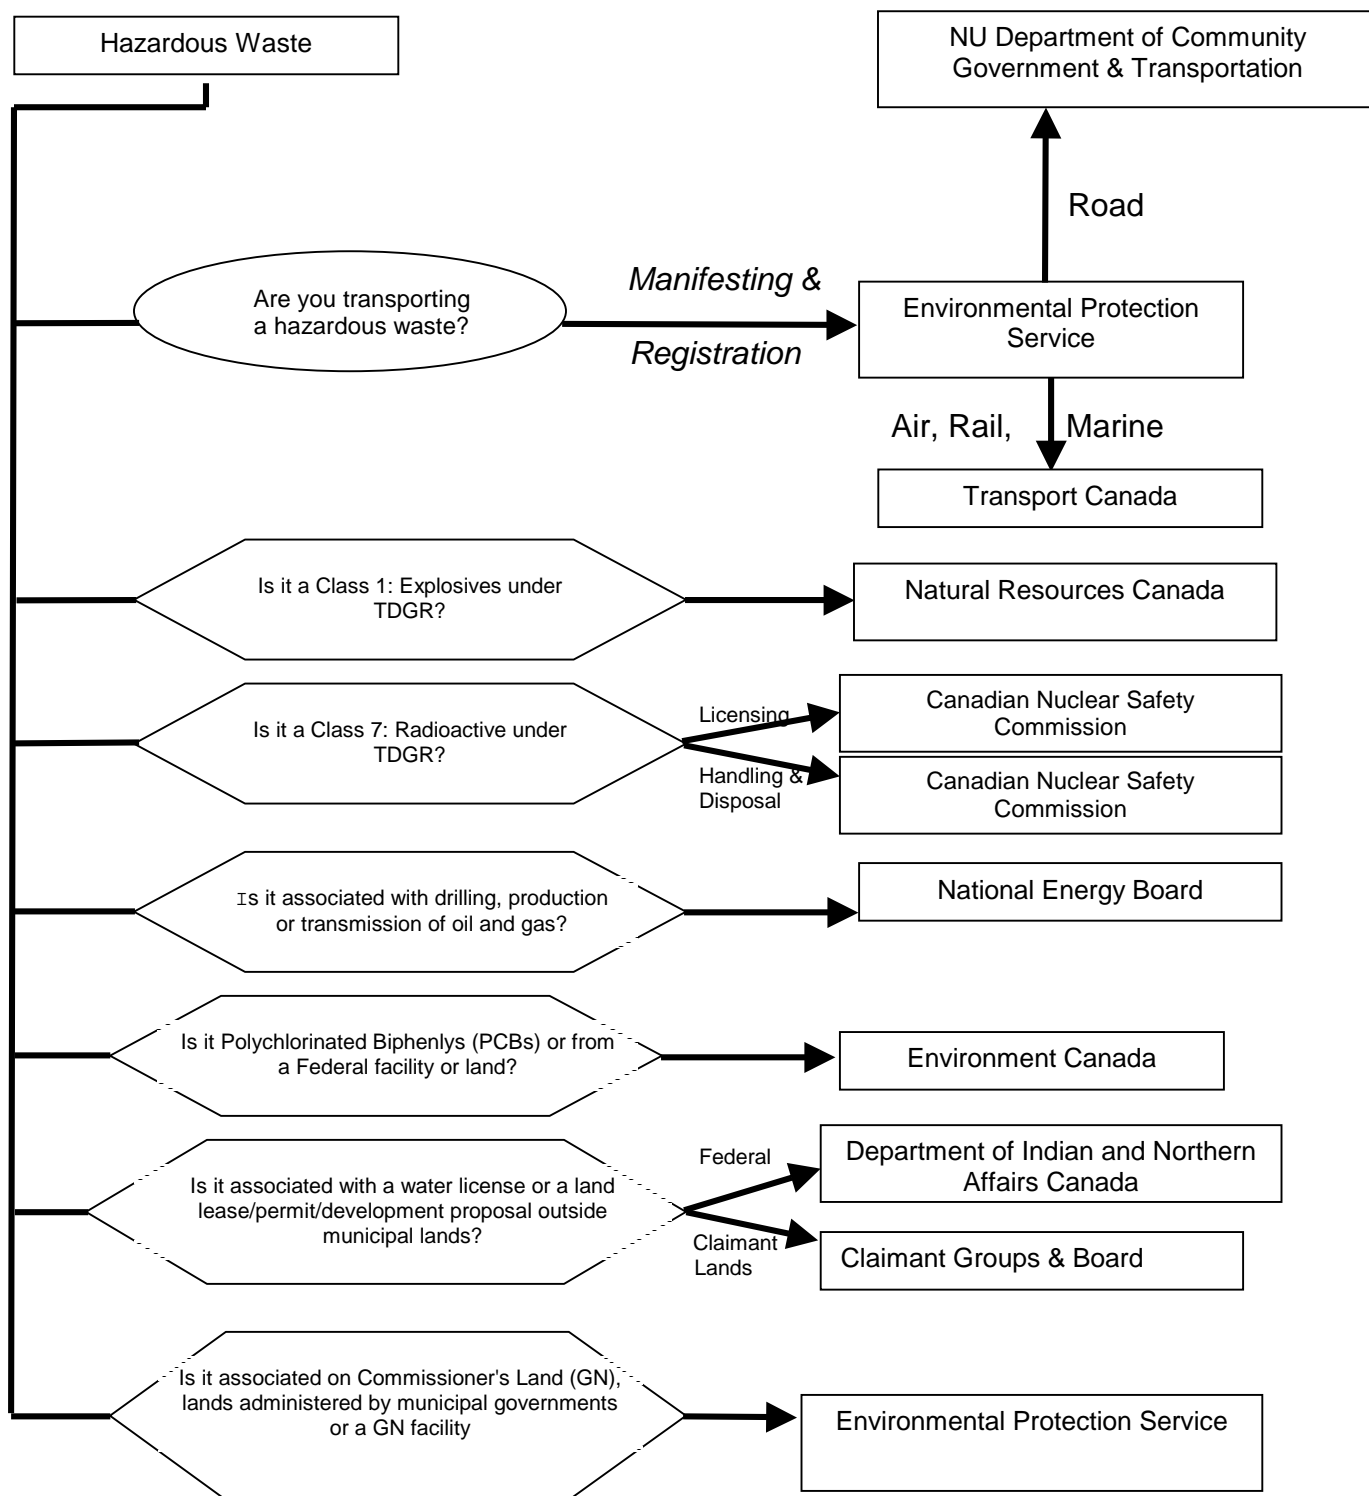 Hazardous Waste
NU Department of Community
Government & Transportation
Road
Are you transporting
a hazardous waste?
Manifesting &
Registration
Environmental Protection
Service
Air, Rail, Marine
Transport Canada
Is it a Class 1: Explosives under
TDGR?
Natural Resources Canada
Is it a Class 7: Radioactive under
TDGR?
Licensing
Canadian Nuclear Safety
Commission
Handling &
Disposal
Canadian Nuclear Safety
Commission
Is it associated with drilling, production
or transmission of oil and gas?
National Energy Board
Is it Polychlorinated Biphenlys (PCBs) or from
a Federal facility or land?
Environment Canada
Is it associated with a water license or a land
lease/permit/development proposal outside
municipal lands?
Federal
Department of Indian and Northern
Affairs Canada
Claimant
Lands
Claimant Groups & Board
Is it associated on Commissioner's Land (GN),
lands administered by municipal governments
or a GN facility
Environmental Protection Service